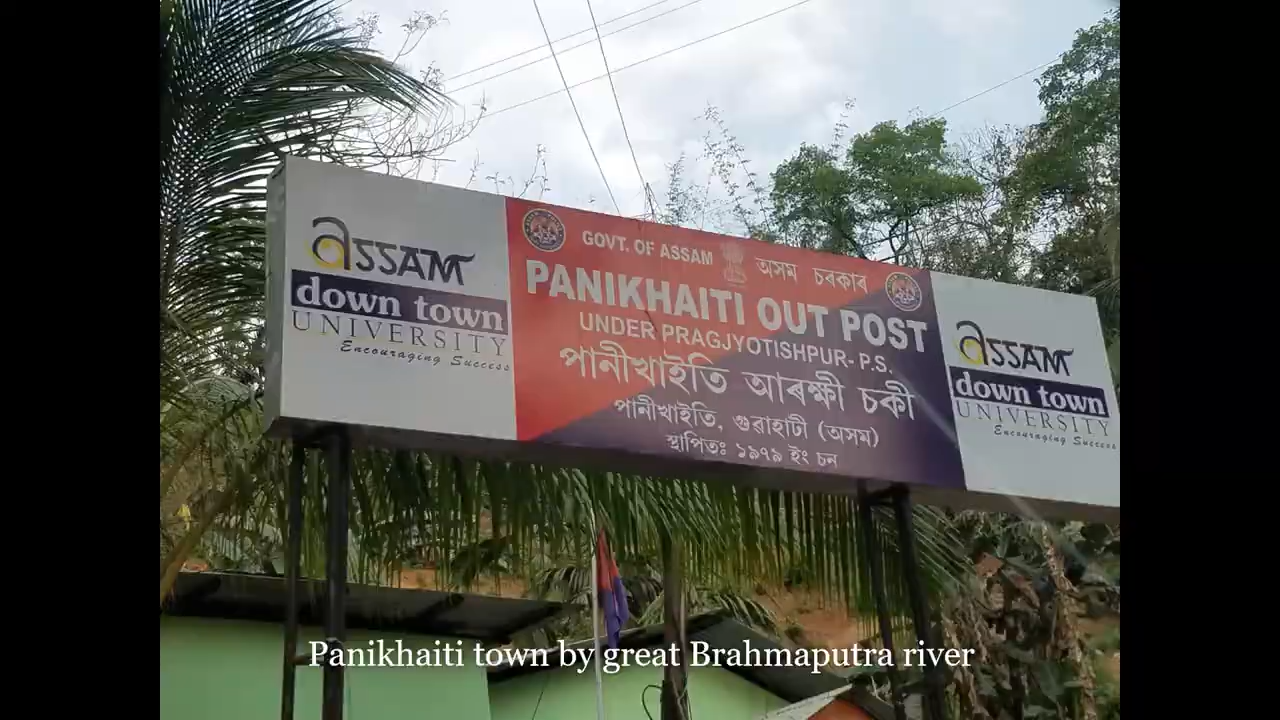 assam
down town
UNIVERSITY
Encouraging Success
GOVT. OF ASSAM অসম চৰকাৰ
PANIKHAITI OUT POST
UNDER PRAGJYOTISHPUR- P.S.
পানীখাইতি আৰক্ষী চকী
পানীখাইতি, গুৱাহাটী (অসম)
স্থাপিতঃ ১৯৭৯ ইং চন
assam
down town
UNIVERSITY
Encouraging Success
Panikhaiti town by great Brahmaputra river